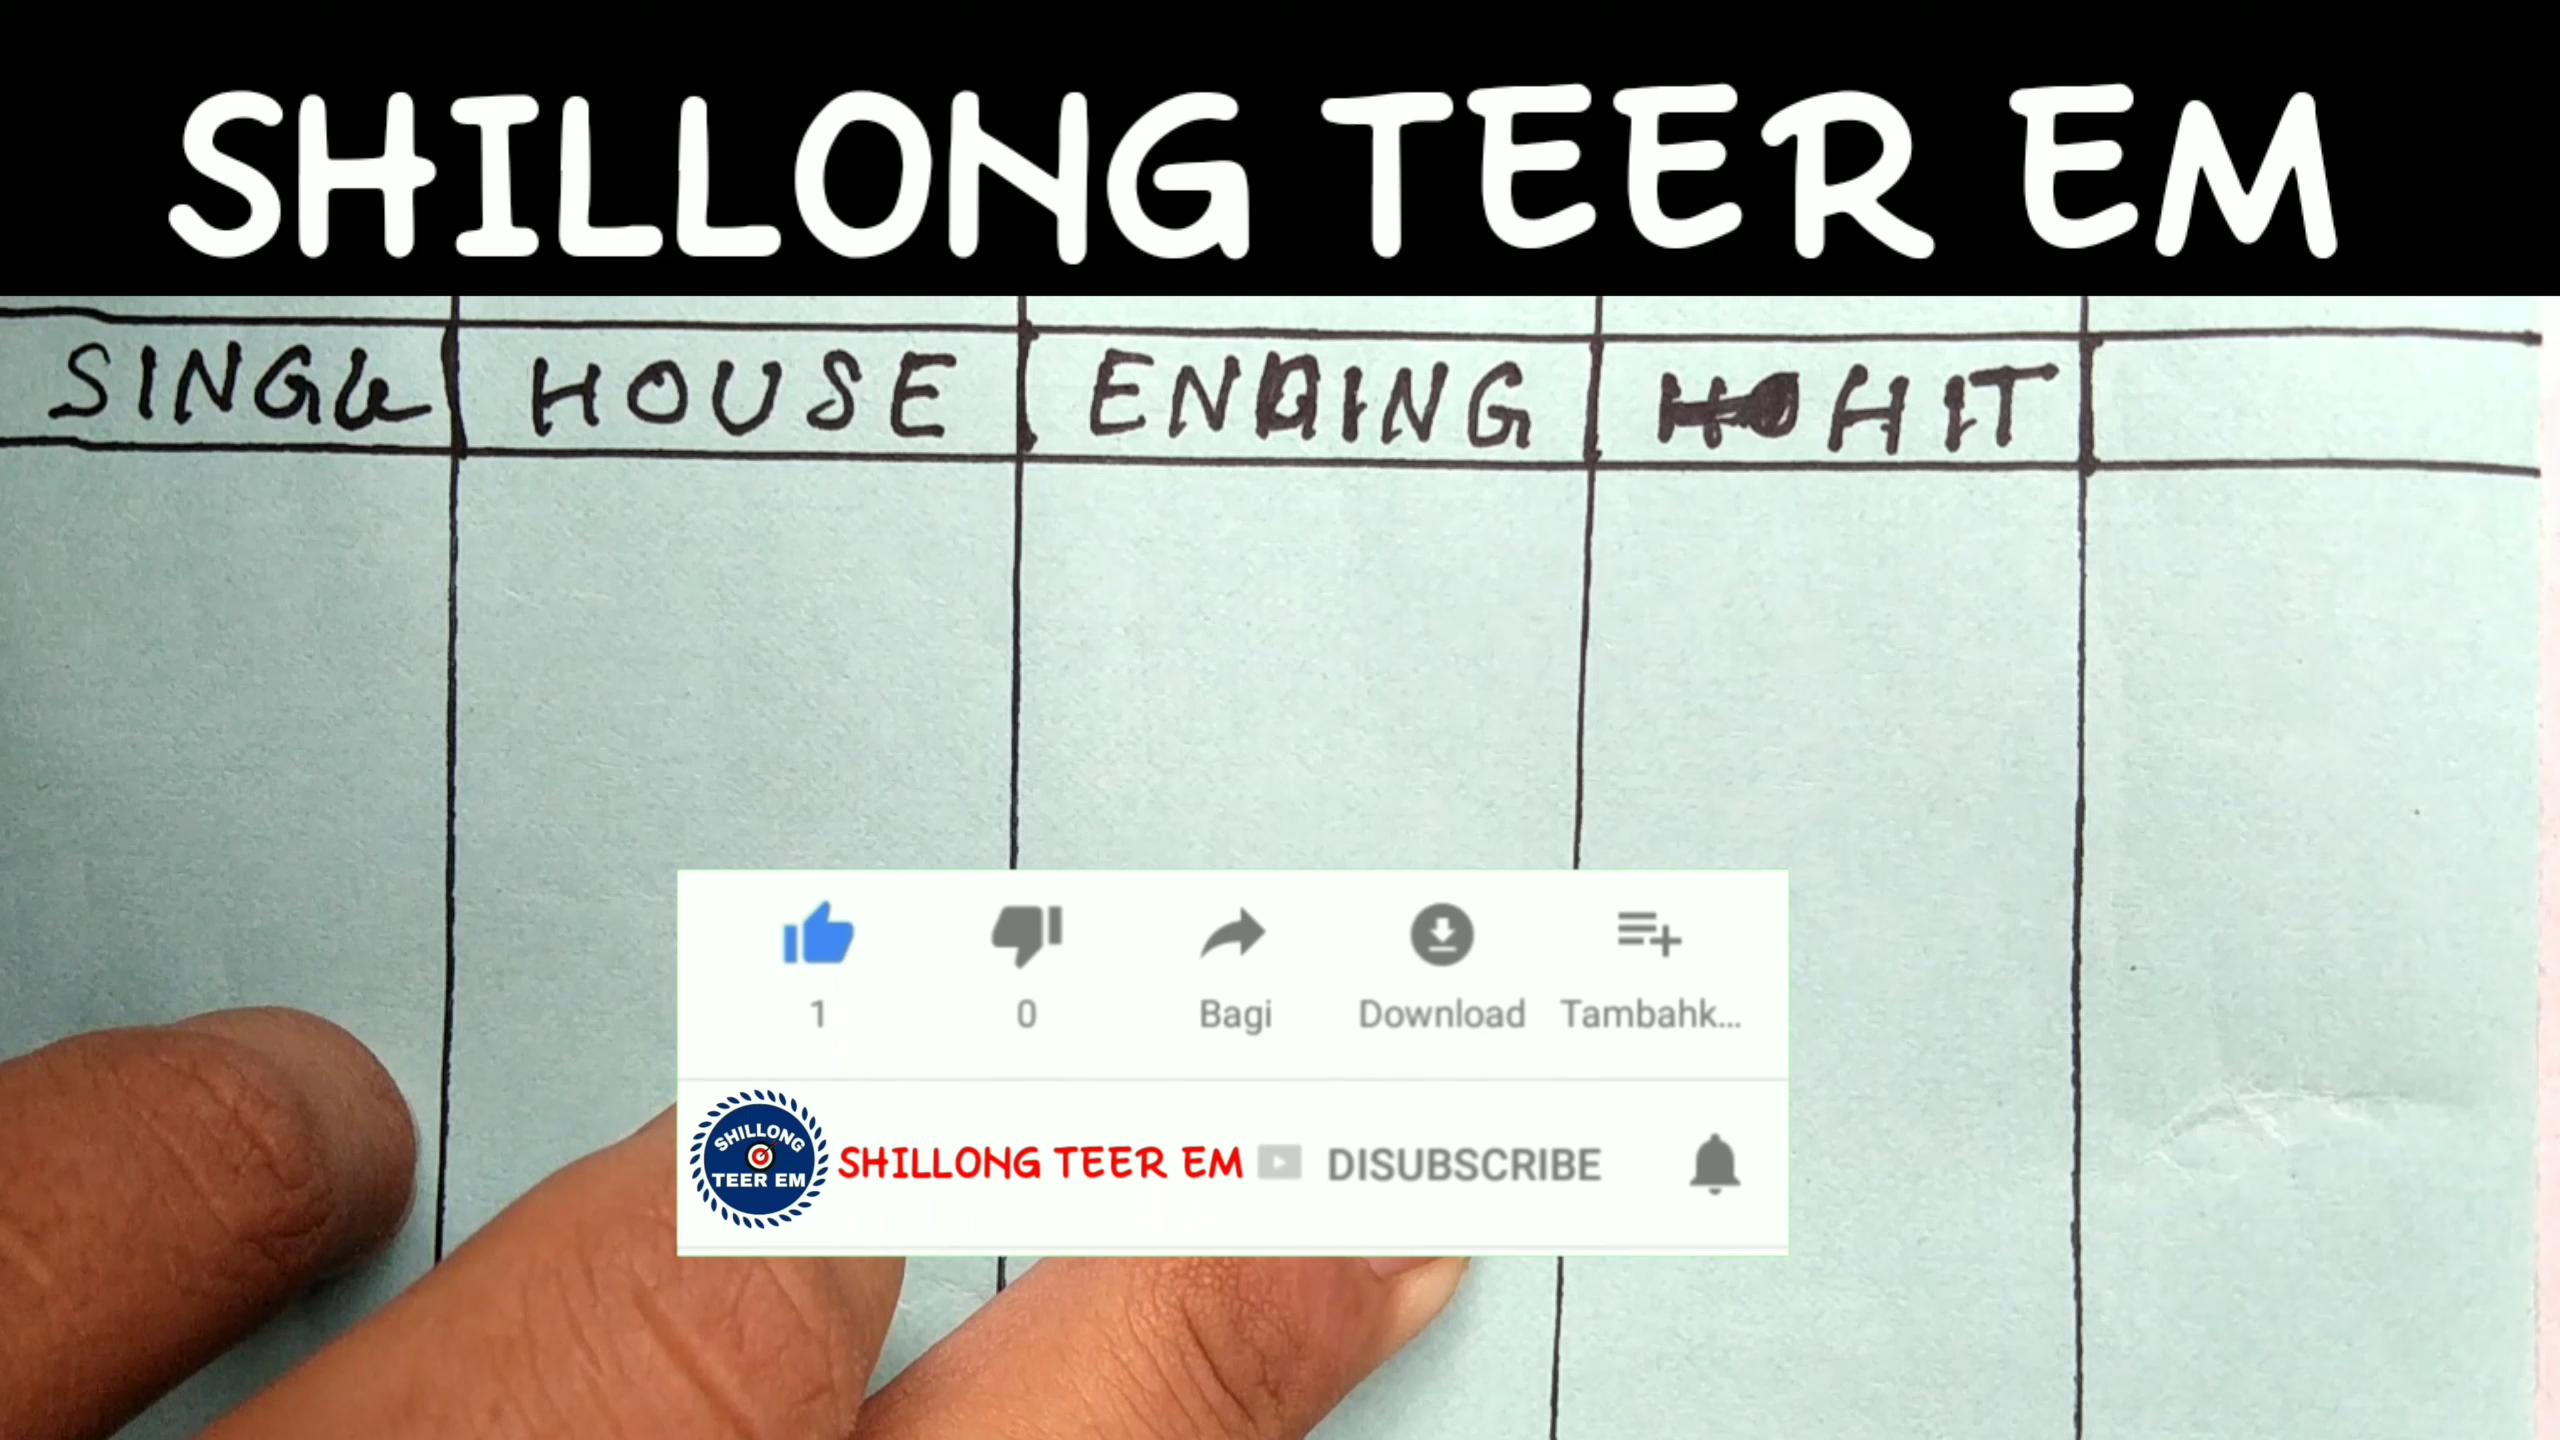 SHILLONG TEER EM
SINGLE HOUSE ENDING HIT
1 0 Bagi Download Tambahk...
SHILLONG
TEER EM
SHILLONG TEER EM DISUBSCRIBE